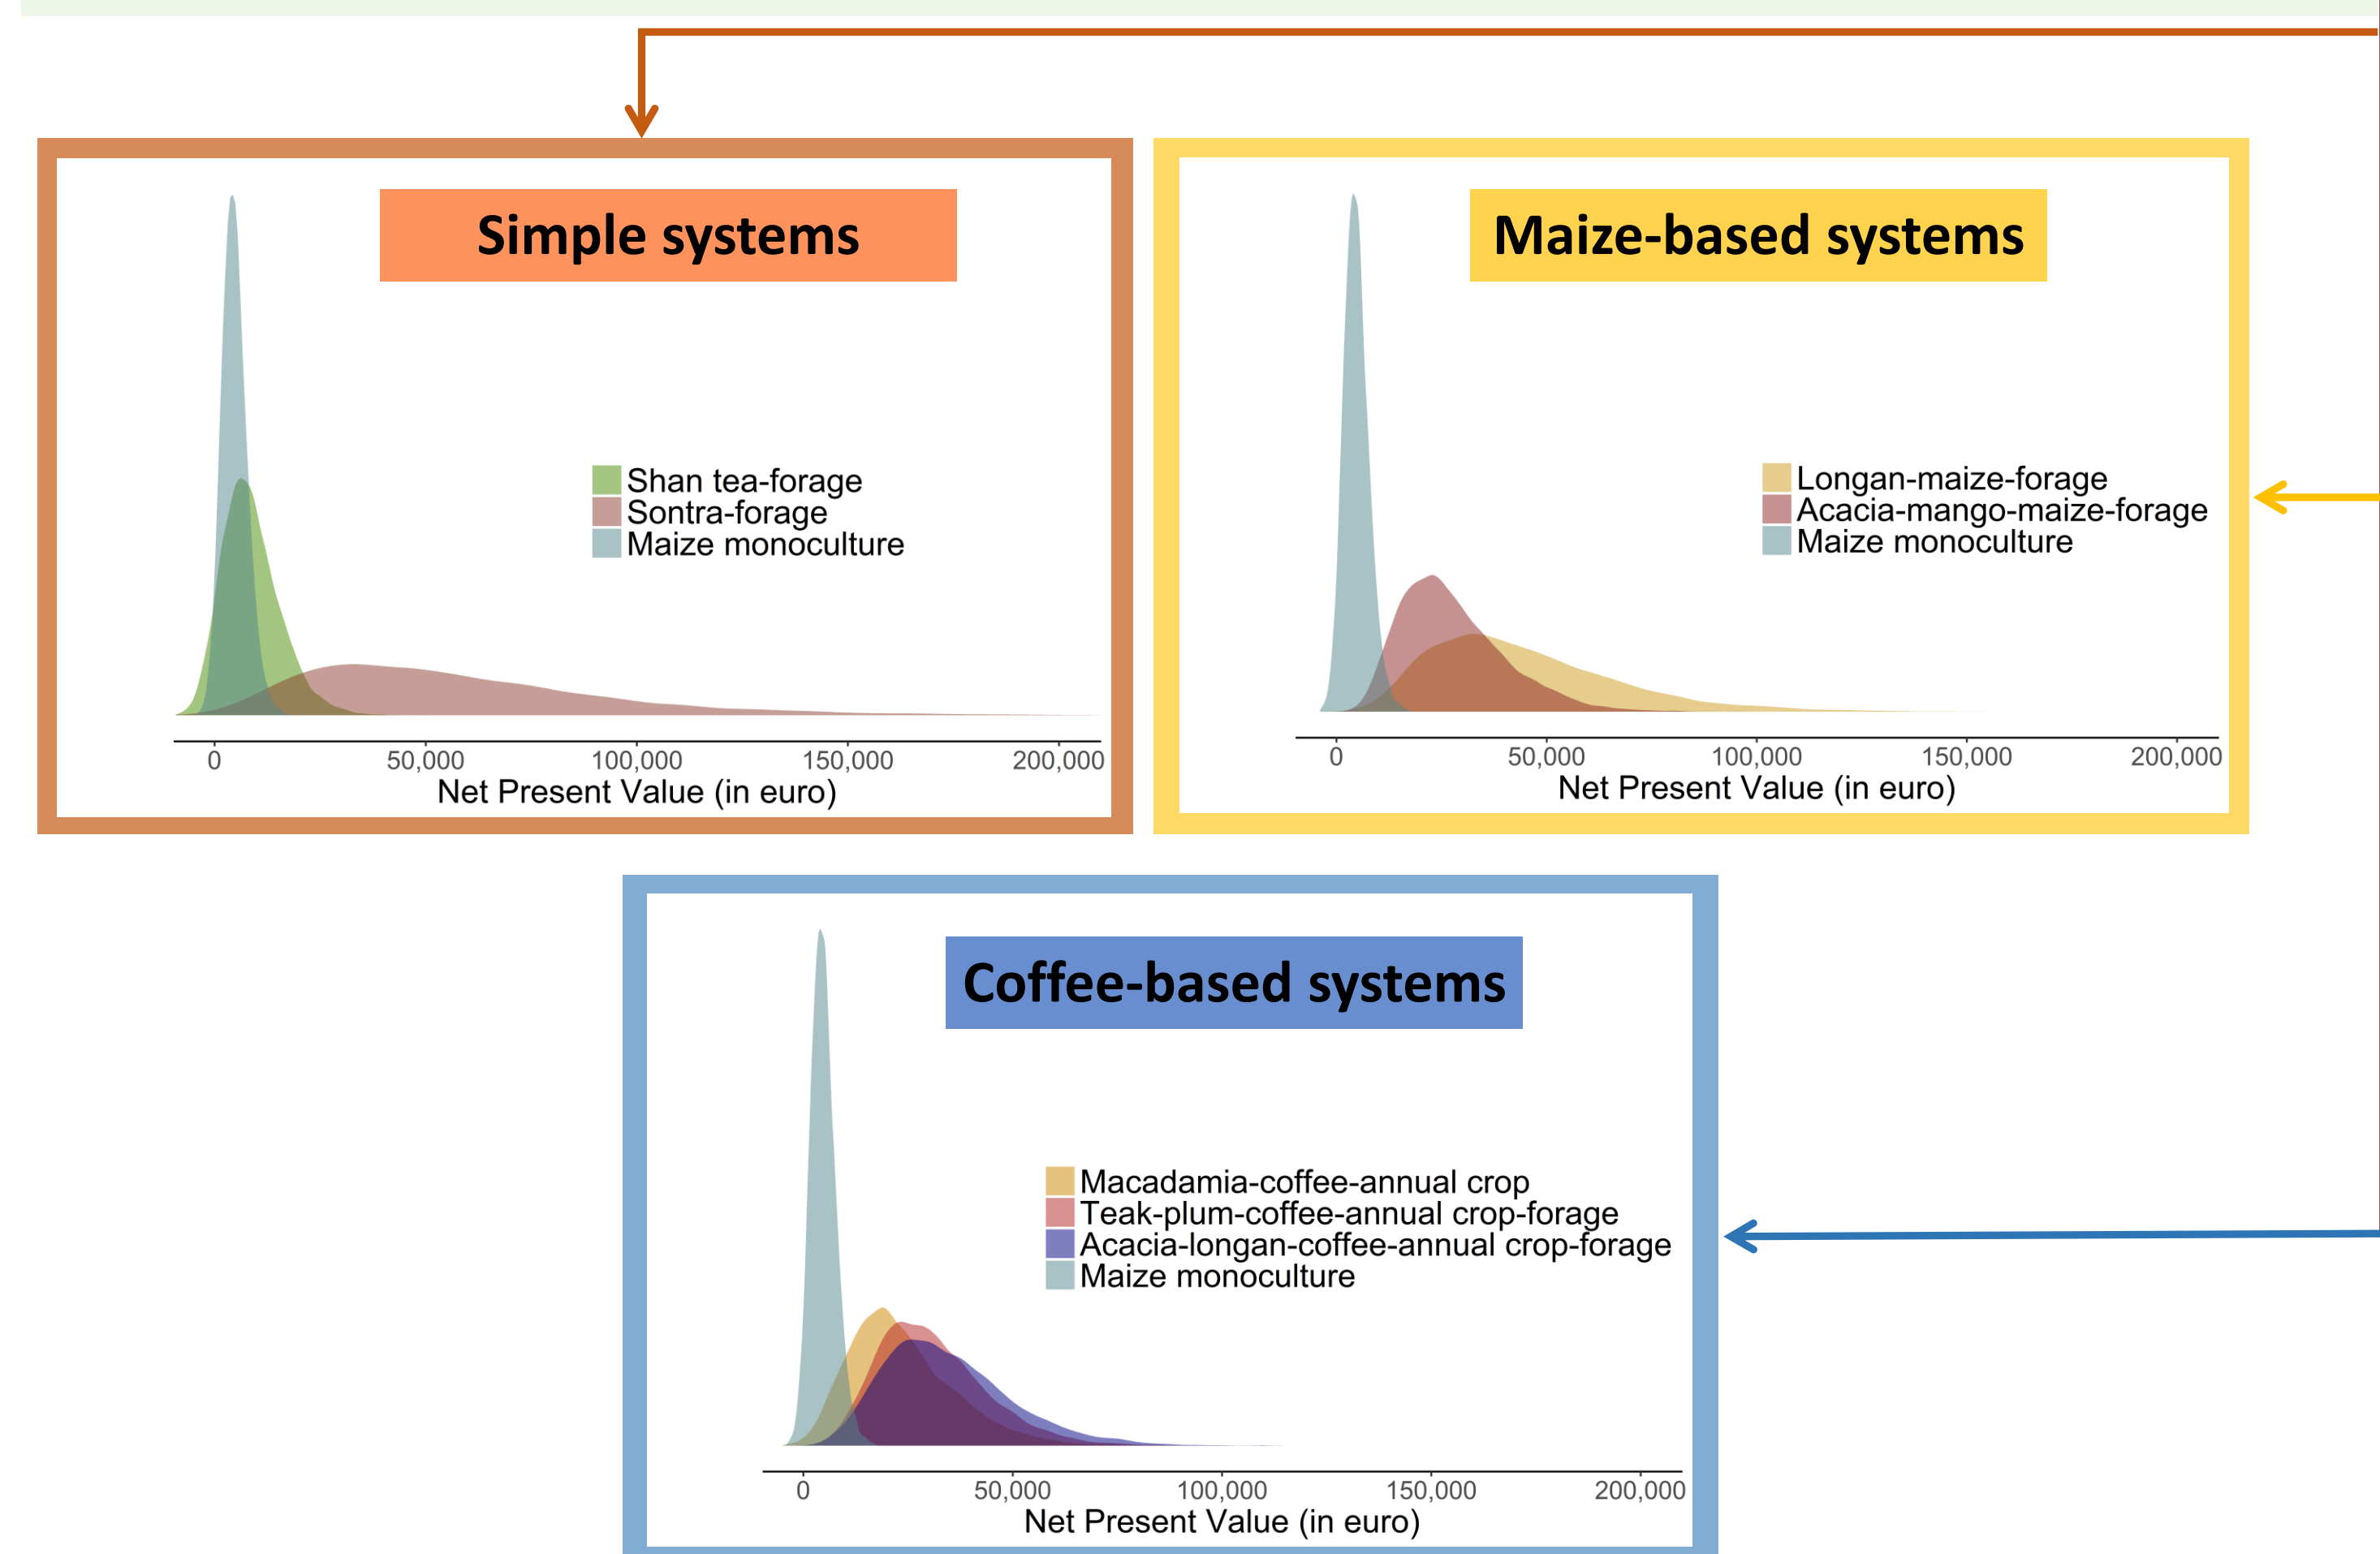 Simple systems
Shan tea-forage
Sontra-forage
Maize monoculture
0 50,000 100,000 150,000 200,000
Net Present Value (in euro)
Maize-based systems
Longan-maize-forage
Acacia-mango-maize-forage
Maize monoculture
0 50,000 100,000 150,000 200,000
Net Present Value (in euro)
Coffee-based systems
Macadamia-coffee-annual crop
Teak-plum-coffee-annual crop-forage
Acacia-longan-coffee-annual crop-forage
Maize monoculture
0 50,000 100,000 150,000 200,000
Net Present Value (in euro)